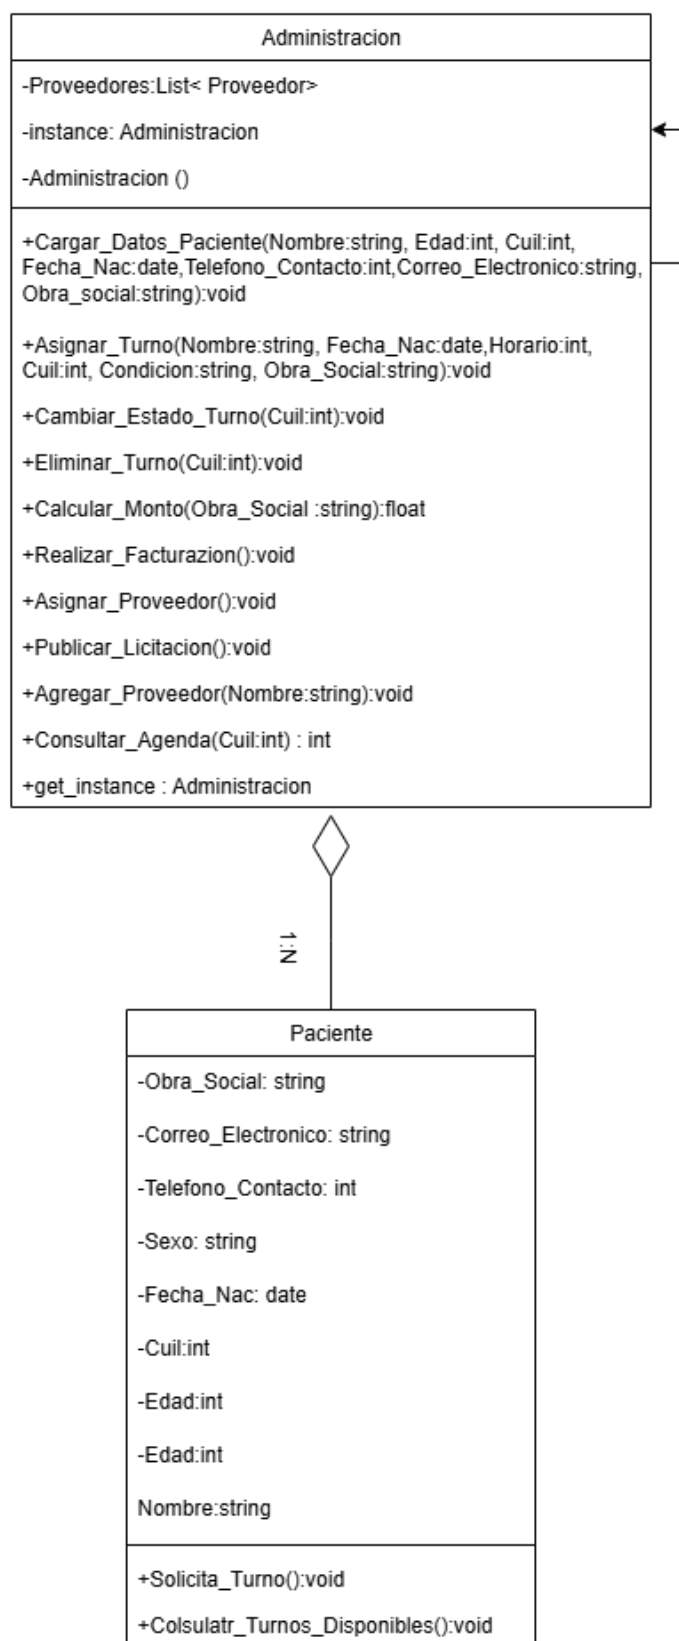 Administracion
-Proveedores:List< Proveedor>
-instance: Administracion
-Administracion ()
+Cargar_Datos_Paciente(Nombre:string, Edad:int, Cuil:int,
Fecha_Nac:date,Telefono_Contacto:int,Correo_Electronico:string,
Obra_social:string):void
+Asignar_Turno(Nombre:string, Fecha_Nac:date,Horario:int,
Cuil:int, Condicion:string, Obra_Social:string):void
+Cambiar_Estado_Turno(Cuil:int):void
+Eliminar_Turno(Cuil:int):void
+Calcular_Monto(Obra_Social :string):float
+Realizar_Facturazion():void
+Asignar_Proveedor():void
+Publicar_Licitacion():void
+Agregar_Proveedor(Nombre:string):void
+Consultar_Agenda(Cuil:int) : int
+get_instance : Administracion
1:N
Paciente
-Obra_Social: string
-Correo_Electronico: string
-Telefono_Contacto: int
-Sexo: string
-Fecha_Nac: date
-Cuil:int
-Edad:int
-Edad:int
Nombre:string
+Solicita_Turno():void
+Colsulatr_Turnos_Disponibles():void